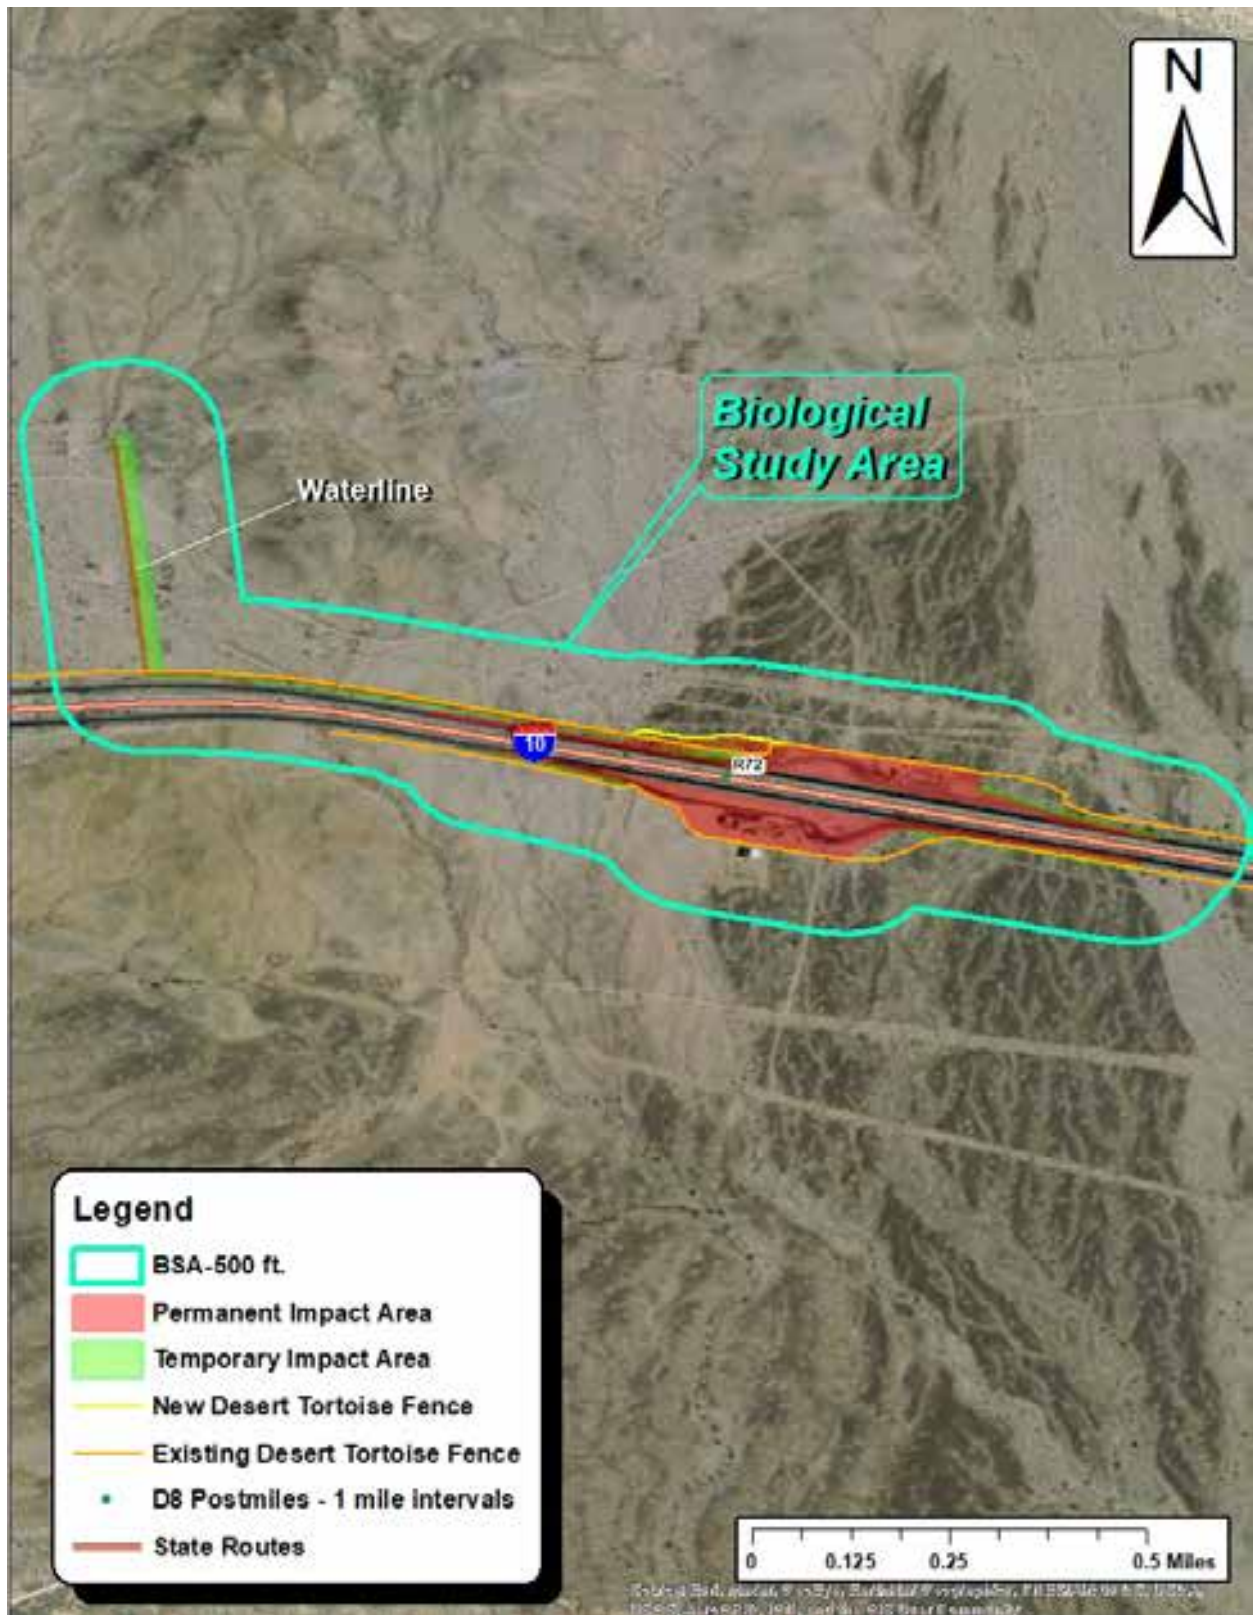 N
Biological
Study Area
Waterline
10
R72
Legend
BSA-500 ft.
Permanent Impact Area
Temporary Impact Area
New Desert Tortoise Fence
Existing Desert Tortoise Fence
D8 Postmiles - 1 mile intervals
State Routes
0 0.125 0.25 0.5 Miles